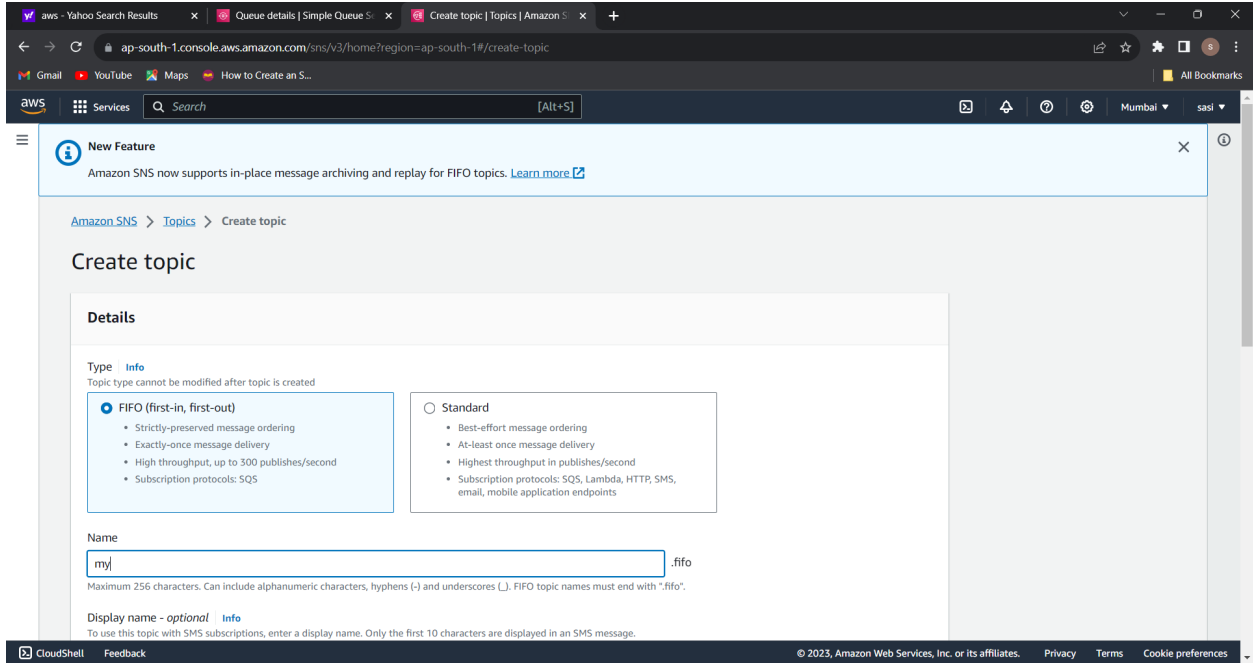 aws - Yahoo Search Results
Queue details | Simple Queue Se
Create topic | Topics | Amazon S
ap-south-1.console.aws.amazon.com/sns/v3/home?region=ap-south-1#/create-topic
S
Gmail YouTube Maps How to Create an S... All Bookmarks
aws Services Search [Alt+S] Mumbai ▼ sasi ▼
New Feature
Amazon SNS now supports in-place message archiving and replay for FIFO topics. Learn more
Amazon SNS > Topics > Create topic
Create topic
Details
Type Info
Topic type cannot be modified after topic is created
FIFO (first-in, first-out)
• Strictly-preserved message ordering
• Exactly-once message delivery
• High throughput, up to 300 publishes/second
• Subscription protocols: SQS
Standard
• Best-effort message ordering
• At-least once message delivery
• Highest throughput in publishes/second
• Subscription protocols: SQS, Lambda, HTTP, SMS,
email, mobile application endpoints
Name
my .fifo
Maximum 256 characters. Can include alphanumeric characters, hyphens (-) and underscores (_). FIFO topic names must end with ".fifo".
Display name - optional Info
To use this topic with SMS subscriptions, enter a display name. Only the first 10 characters are displayed in an SMS message.
CloudShell Feedback © 2023, Amazon Web Services, Inc. or its affiliates. Privacy Terms Cookie preferences